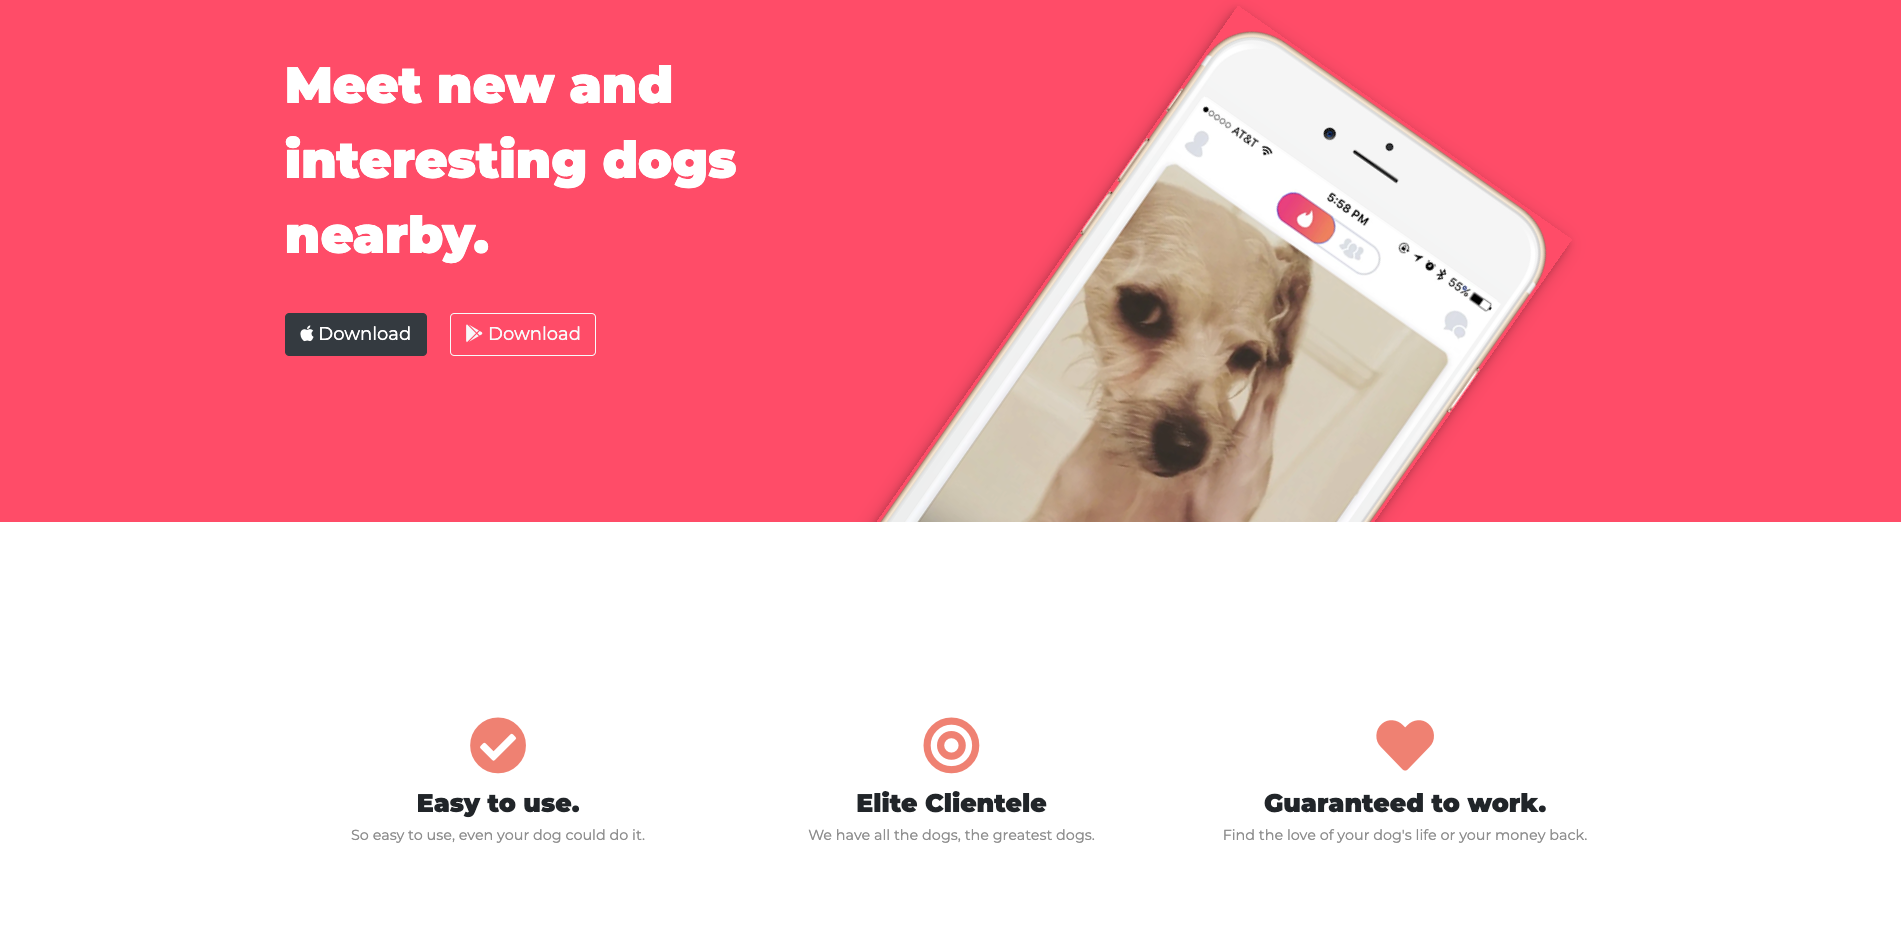 Meet new and
interesting dogs
nearby.
Download
Download
AT&T
5:58 PM
55%
Easy to use.
So easy to use, even your dog could do it.
Elite Clientele
We have all the dogs, the greatest dogs.
Guaranteed to work.
Find the love of your dog's life or your money back.